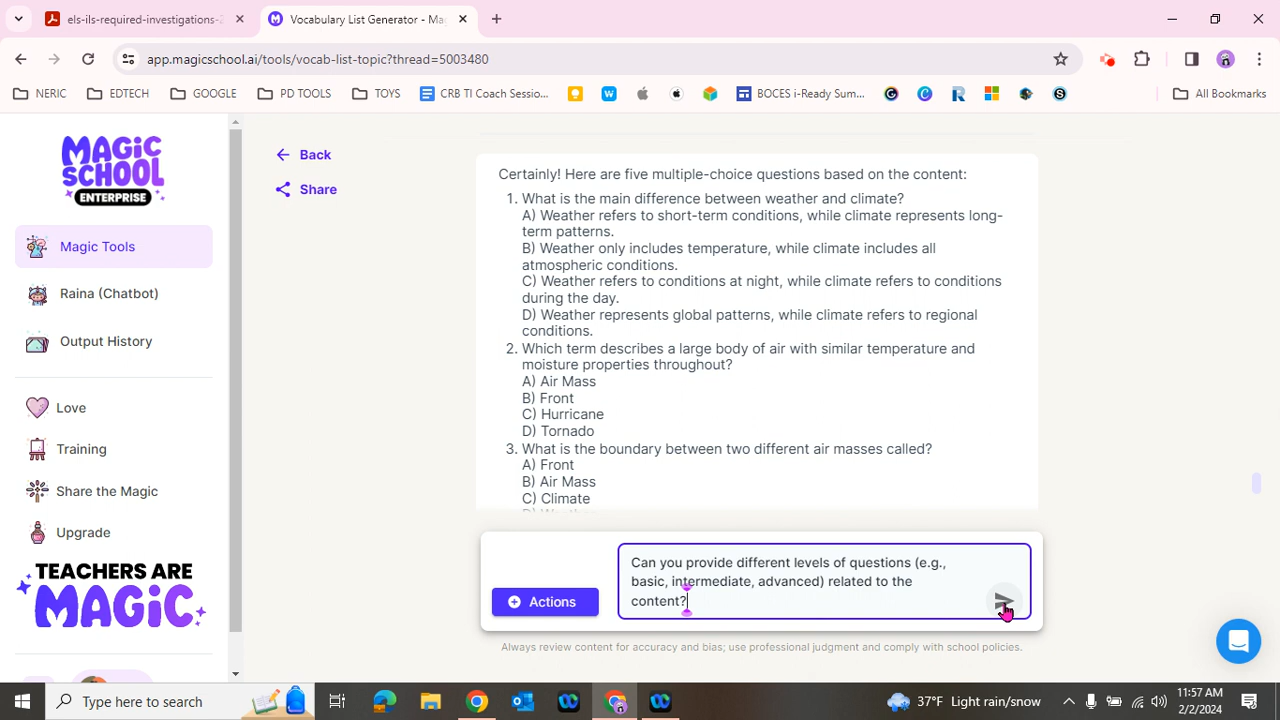 els-ils-required-investigations-2
Vocabulary List Generator - Ma
app.magicschool.ai/tools/vocab-list-topic?thread=5003480
NERIC
EDTECH
GOOGLE
PD TOOLS
TOYS
CRB TI Coach Sessio...
BOCES i-Ready Sum...
All Bookmarks
MAGIC
SCHOOL
ENTERPRISE
Magic Tools
Raina (Chatbot)
Output History
Love
Training
Share the Magic
Upgrade
TEACHERS ARE
MAGIC
Back
Share
Certainly! Here are five multiple-choice questions based on the content:
1. What is the main difference between weather and climate?
A) Weather refers to short-term conditions, while climate represents long-
term patterns.
B) Weather only includes temperature, while climate includes all
atmospheric conditions.
C) Weather refers to conditions at night, while climate refers to conditions
during the day.
D) Weather represents global patterns, while climate refers to regional
conditions.
2. Which term describes a large body of air with similar temperature and
moisture properties throughout?
A) Air Mass
B) Front
C) Hurricane
D) Tornado
3. What is the boundary between two different air masses called?
A) Front
B) Air Mass
C) Climate
Actions
Can you provide different levels of questions (e.g.,
basic, intermediate, advanced) related to the
content?
Always review content for accuracy and bias; use professional judgment and comply with school policies.
Type here to search
37°F Light rain/snow
11:57 AM
2/2/2024